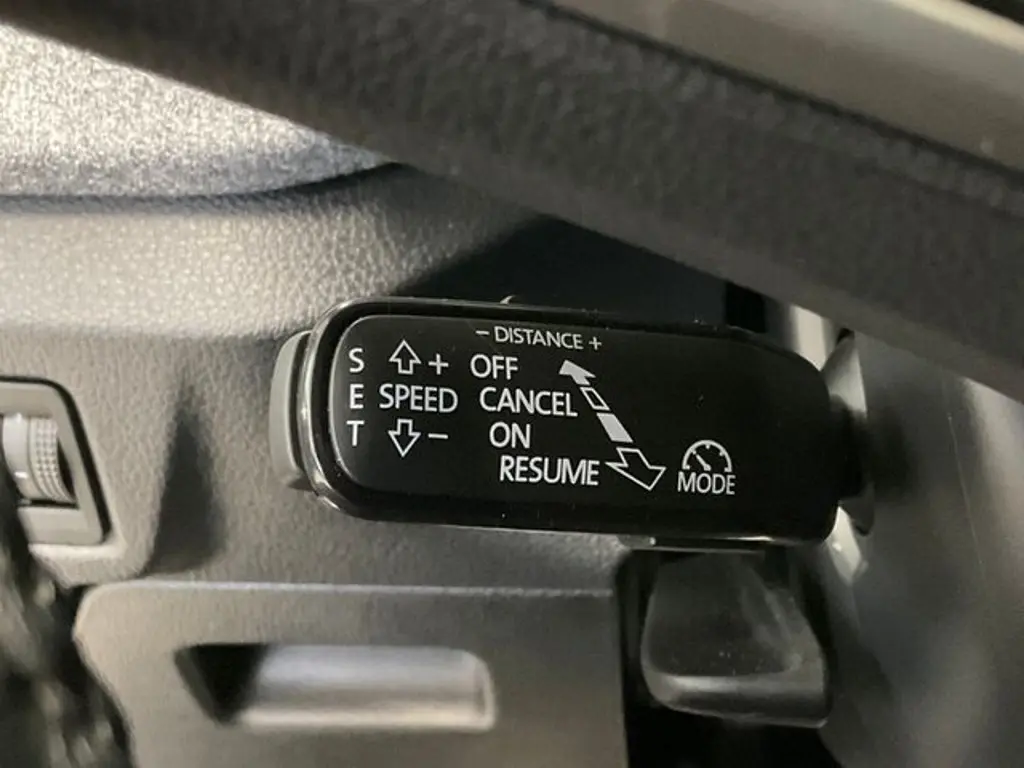 - DISTANCE +
S + OFF
E SPEED CANCEL
T - ON
RESUME
MODE